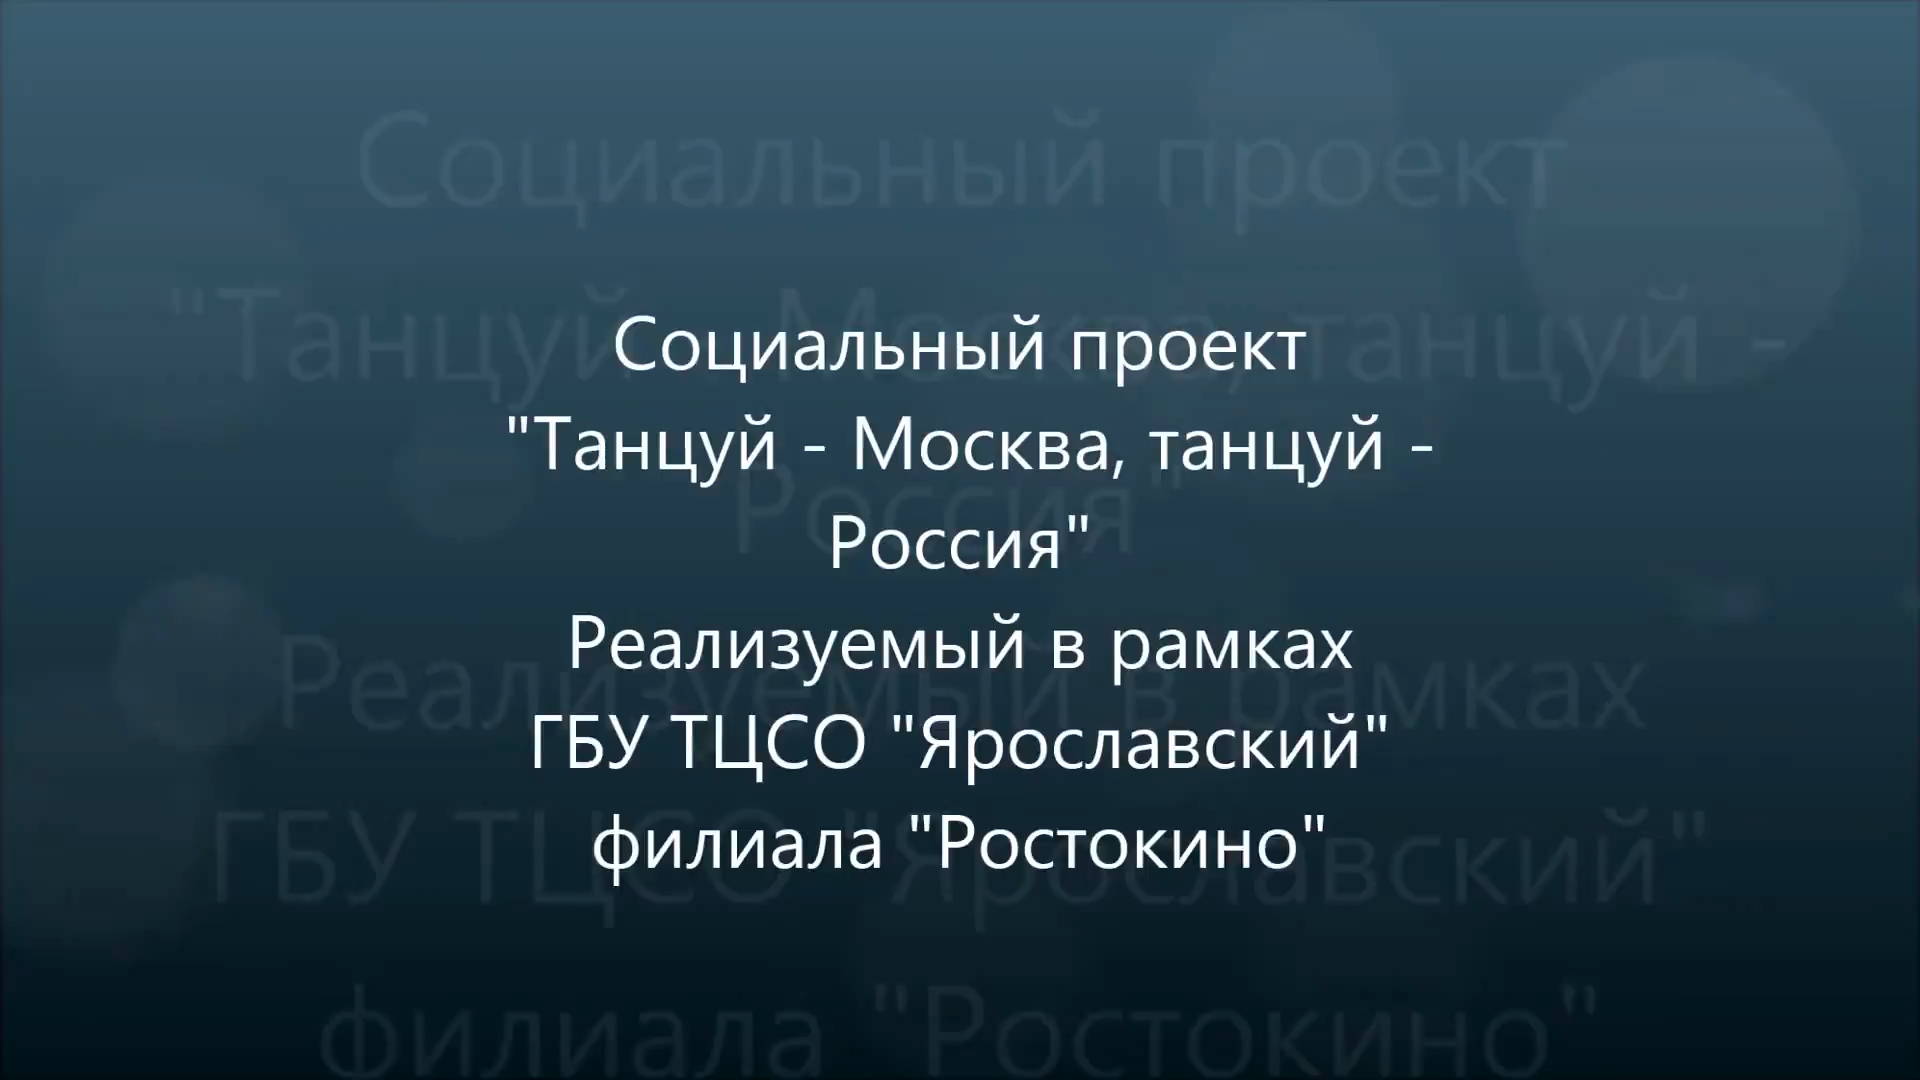 Социальный проект
"Танцуй - Москва, танцуй -
Россия"
Реализуемый в рамках
ГБУ ТЦСО "Ярославский"
филиала "Ростокино"